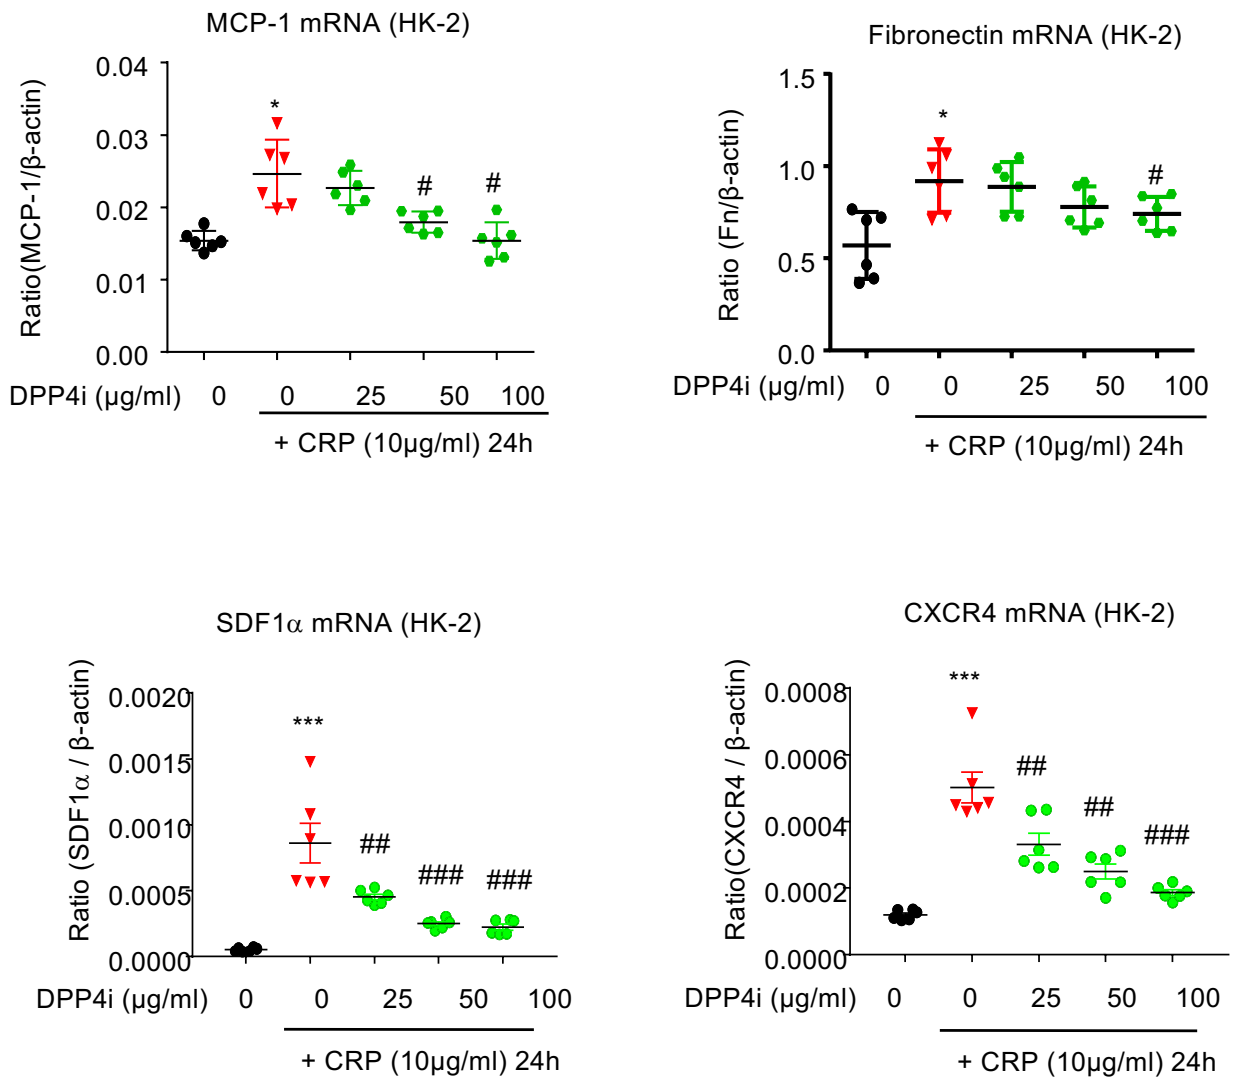 MCP-1 mRNA (HK-2)
Ratio(MCP-1/β-actin)
0.04
0.03
0.02
0.01
0.00
*
#
#
DPP4i (μg/ml) 0 0 25 50 100
+ CRP (10μg/ml) 24h
Fibronectin mRNA (HK-2)
Ratio (Fn/β-actin)
1.5
1.0
0.5
0.0
*
#
DPP4i (μg/ml) 0 0 25 50 100
+ CRP (10μg/ml) 24h
SDF1α mRNA (HK-2)
Ratio (SDF1α / β-actin)
0.0020
0.0015
0.0010
0.0005
0.0000
***
##
###
###
DPP4i (μg/ml) 0 0 25 50 100
+ CRP (10μg/ml) 24h
CXCR4 mRNA (HK-2)
Ratio(CXCR4 / β-actin)
0.0008
0.0006
0.0004
0.0002
0.0000
***
##
##
###
DPP4i (μg/ml) 0 0 25 50 100
+ CRP (10μg/ml) 24h